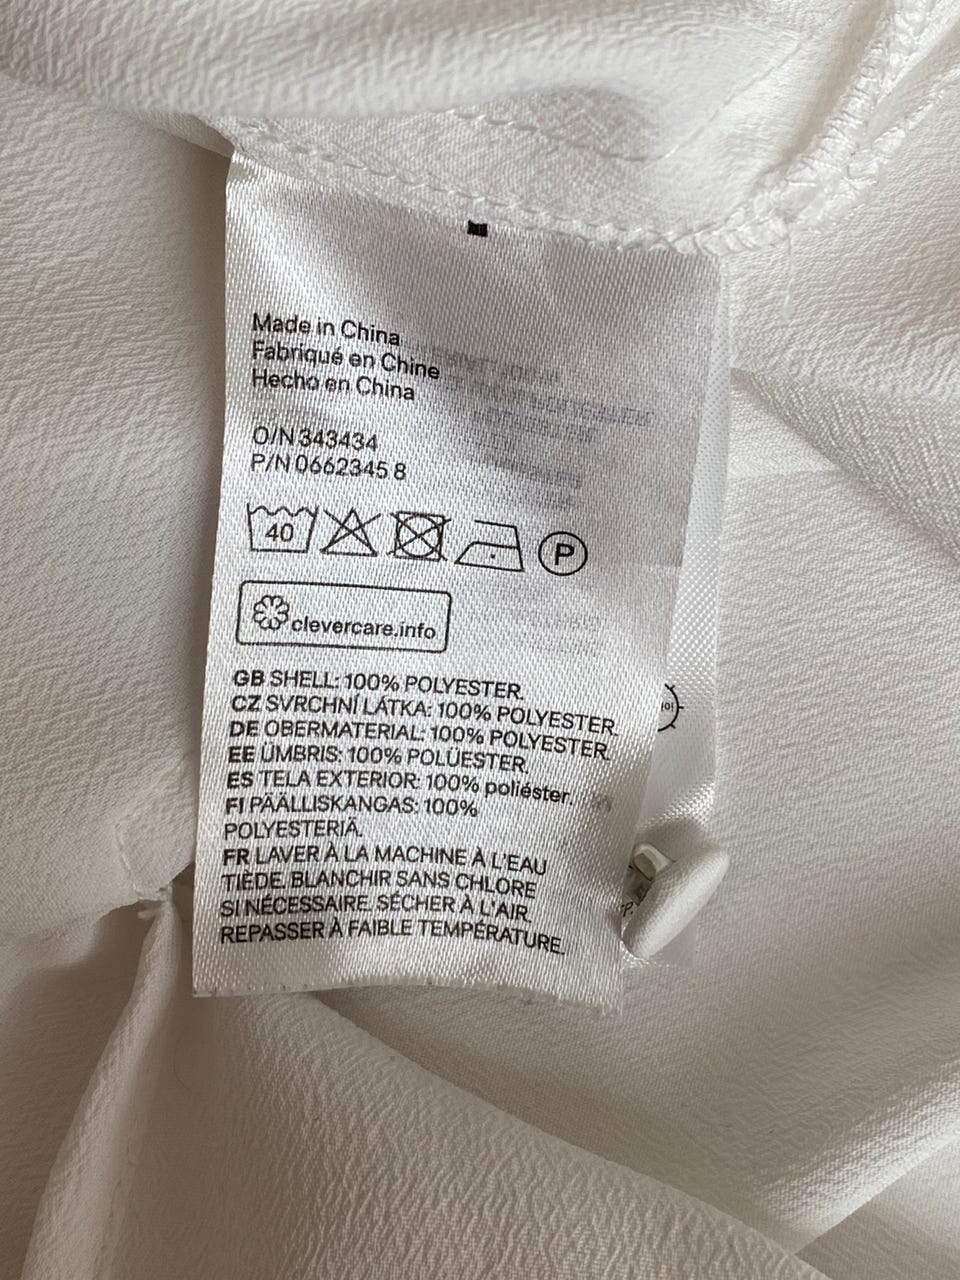 Made in China
Fabriqué en Chine
Hecho en China
O/N 343434
P/N 0662345 8
40
P
clevercare.info
GB SHELL: 100% POLYESTER.
CZ SVRCHNÍ LÁTKA: 100% POLYESTER.
DE OBERMATERIAL: 100% POLYESTER.
EE ÜMBRIS: 100% POLÜESTER.
ES TELA EXTERIOR: 100% poliéster.
FI PÄÄLLISKANGAS: 100%
POLYESTERIÄ.
FR LAVER À LA MACHINE À L'EAU
TIÈDE. BLANCHIR SANS CHLORE
SI NÉCESSAIRE. SÉCHER À L'AIR.
REPASSER À FAIBLE TEMPÉRATURE.